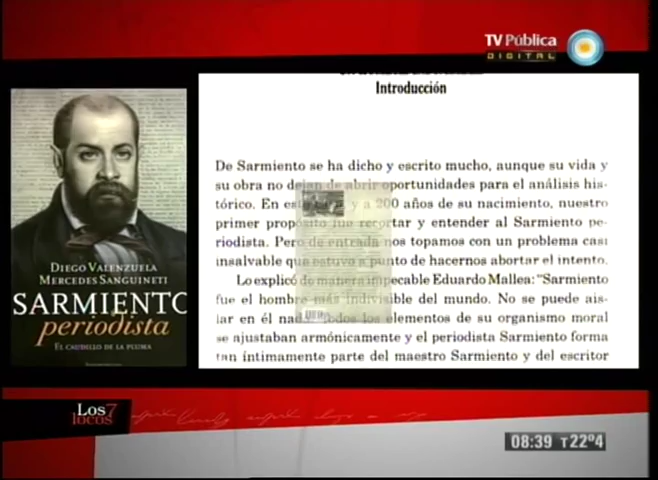 TV Pública
DIGITAL
Introducción
De Sarmiento se ha dicho y escrito mucho, aunque su vida y
su obra no dejan de abrir oportunidades para el análisis his-
tórico. En este y a 200 años de su nacimiento, nuestro
primer propósito fue recortar y entender al Sarmiento pe-
riodista. Pero de entrada nos topamos con un problema casi
insalvable que estuvo a punto de hacernos abortar el intento.
Lo explicó de manera impecable Eduardo Mallea: "Sarmiento
fue el hombre más indivisible del mundo. No se puede ais-
lar en él nada, todos los elementos de su organismo moral
se ajustaban armónicamente y el periodista Sarmiento forma
tan íntimamente parte del maestro Sarmiento y del escritor
DIEGO VALENZUELA
MERCEDES SANGUINETI
SARMIENTO
periodista
EL CAUDILLO DE LA PLUMA
Los 7
locos
08:39 T22°4